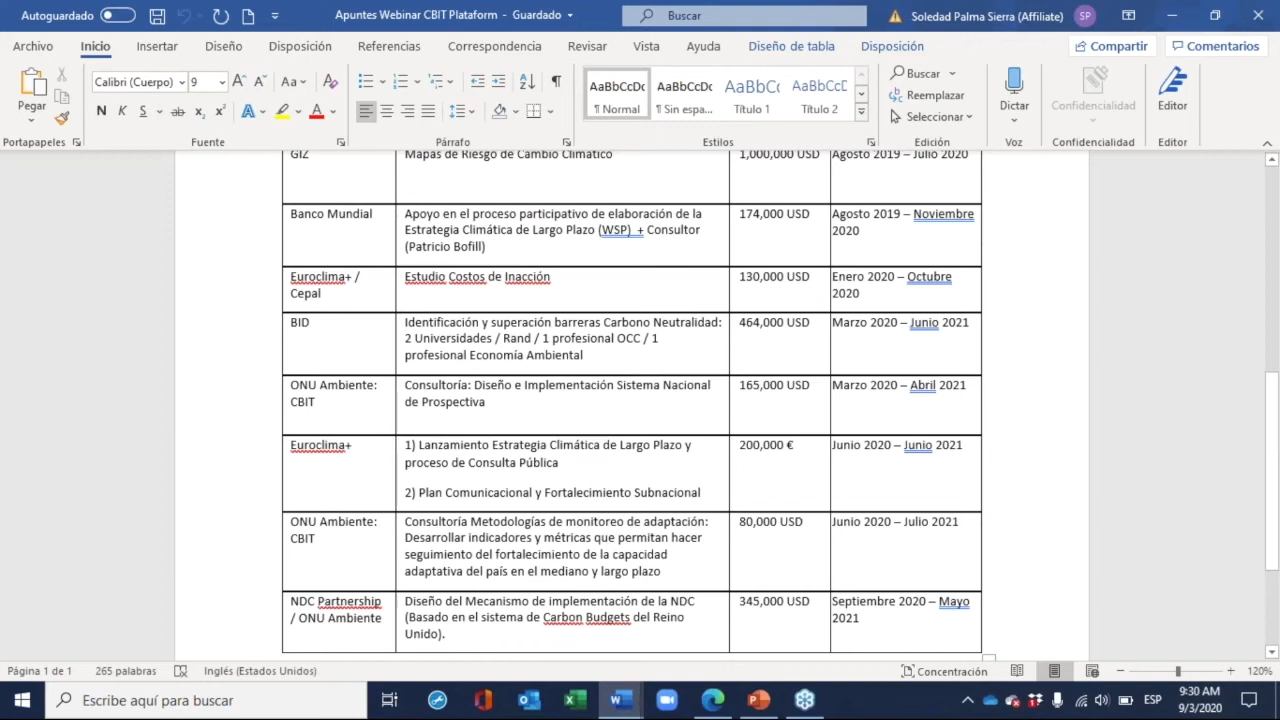 Autoguardado
Apuntes Webinar CBIT Plataform - Guardado
Buscar
Soledad Palma Sierra (Affiliate)
SP
Archivo
Inicio
Insertar
Diseño
Disposición
Referencias
Correspondencia
Revisar
Vista
Ayuda
Diseño de tabla
Disposición
Compartir
Comentarios
Pegar
Calibri (Cuerpo)
9
AaBbCcDc
AaBbCcDc
AaBbCc
AaBbCcD
¶ Normal
¶ Sin espa...
Título 1
Título 2
Buscar
Reemplazar
Seleccionar
Dictar
Confidencialidad
Editor
Portapapeles
Fuente
Párrafo
Estilos
Edición
Voz
Confidencialidad
Editor
GIZ
Mapas de Riesgo de Cambio Climático
1,000,000 USD
Agosto 2019 – Julio 2020
Banco Mundial
Apoyo en el proceso participativo de elaboración de la
Estrategia Climática de Largo Plazo (WSP) + Consultor
(Patricio Bofill)
174,000 USD
Agosto 2019 – Noviembre
2020
Euroclima+ /
Cepal
Estudio Costos de Inacción
130,000 USD
Enero 2020 – Octubre
2020
BID
Identificación y superación barreras Carbono Neutralidad:
2 Universidades / Rand / 1 profesional OCC / 1
profesional Economía Ambiental
464,000 USD
Marzo 2020 – Junio 2021
ONU Ambiente:
CBIT
Consultoría: Diseño e Implementación Sistema Nacional
de Prospectiva
165,000 USD
Marzo 2020 – Abril 2021
Euroclima+
1) Lanzamiento Estrategia Climática de Largo Plazo y
proceso de Consulta Pública
2) Plan Comunicacional y Fortalecimiento Subnacional
200,000 €
Junio 2020 – Junio 2021
ONU Ambiente:
CBIT
Consultoría Metodologías de monitoreo de adaptación:
Desarrollar indicadores y métricas que permitan hacer
seguimiento del fortalecimiento de la capacidad
adaptativa del país en el mediano y largo plazo
80,000 USD
Junio 2020 – Julio 2021
NDC Partnership
/ ONU Ambiente
Diseño del Mecanismo de implementación de la NDC
(Basado en el sistema de Carbon Budgets del Reino
Unido).
345,000 USD
Septiembre 2020 – Mayo
2021
Página 1 de 1
265 palabras
Inglés (Estados Unidos)
Concentración
120%
Escribe aquí para buscar
ESP
9:30 AM
9/3/2020